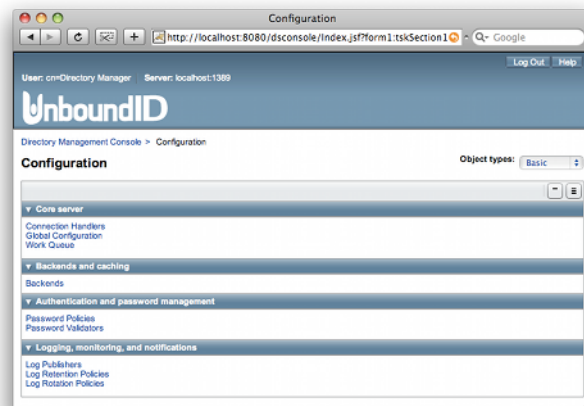 Configuration
http://localhost:8080/dsconsole/Index.jsf?form1:tskSection1
Google
Log Out Help
User: cn=Directory Manager Server: localhost:1389
UnboundID
Directory Management Console > Configuration
Configuration
Object types: Basic
Core server
Connection Handlers
Global Configuration
Work Queue
Backends and caching
Backends
Authentication and password management
Password Policies
Password Validators
Logging, monitoring, and notifications
Log Publishers
Log Retention Policies
Log Rotation Policies